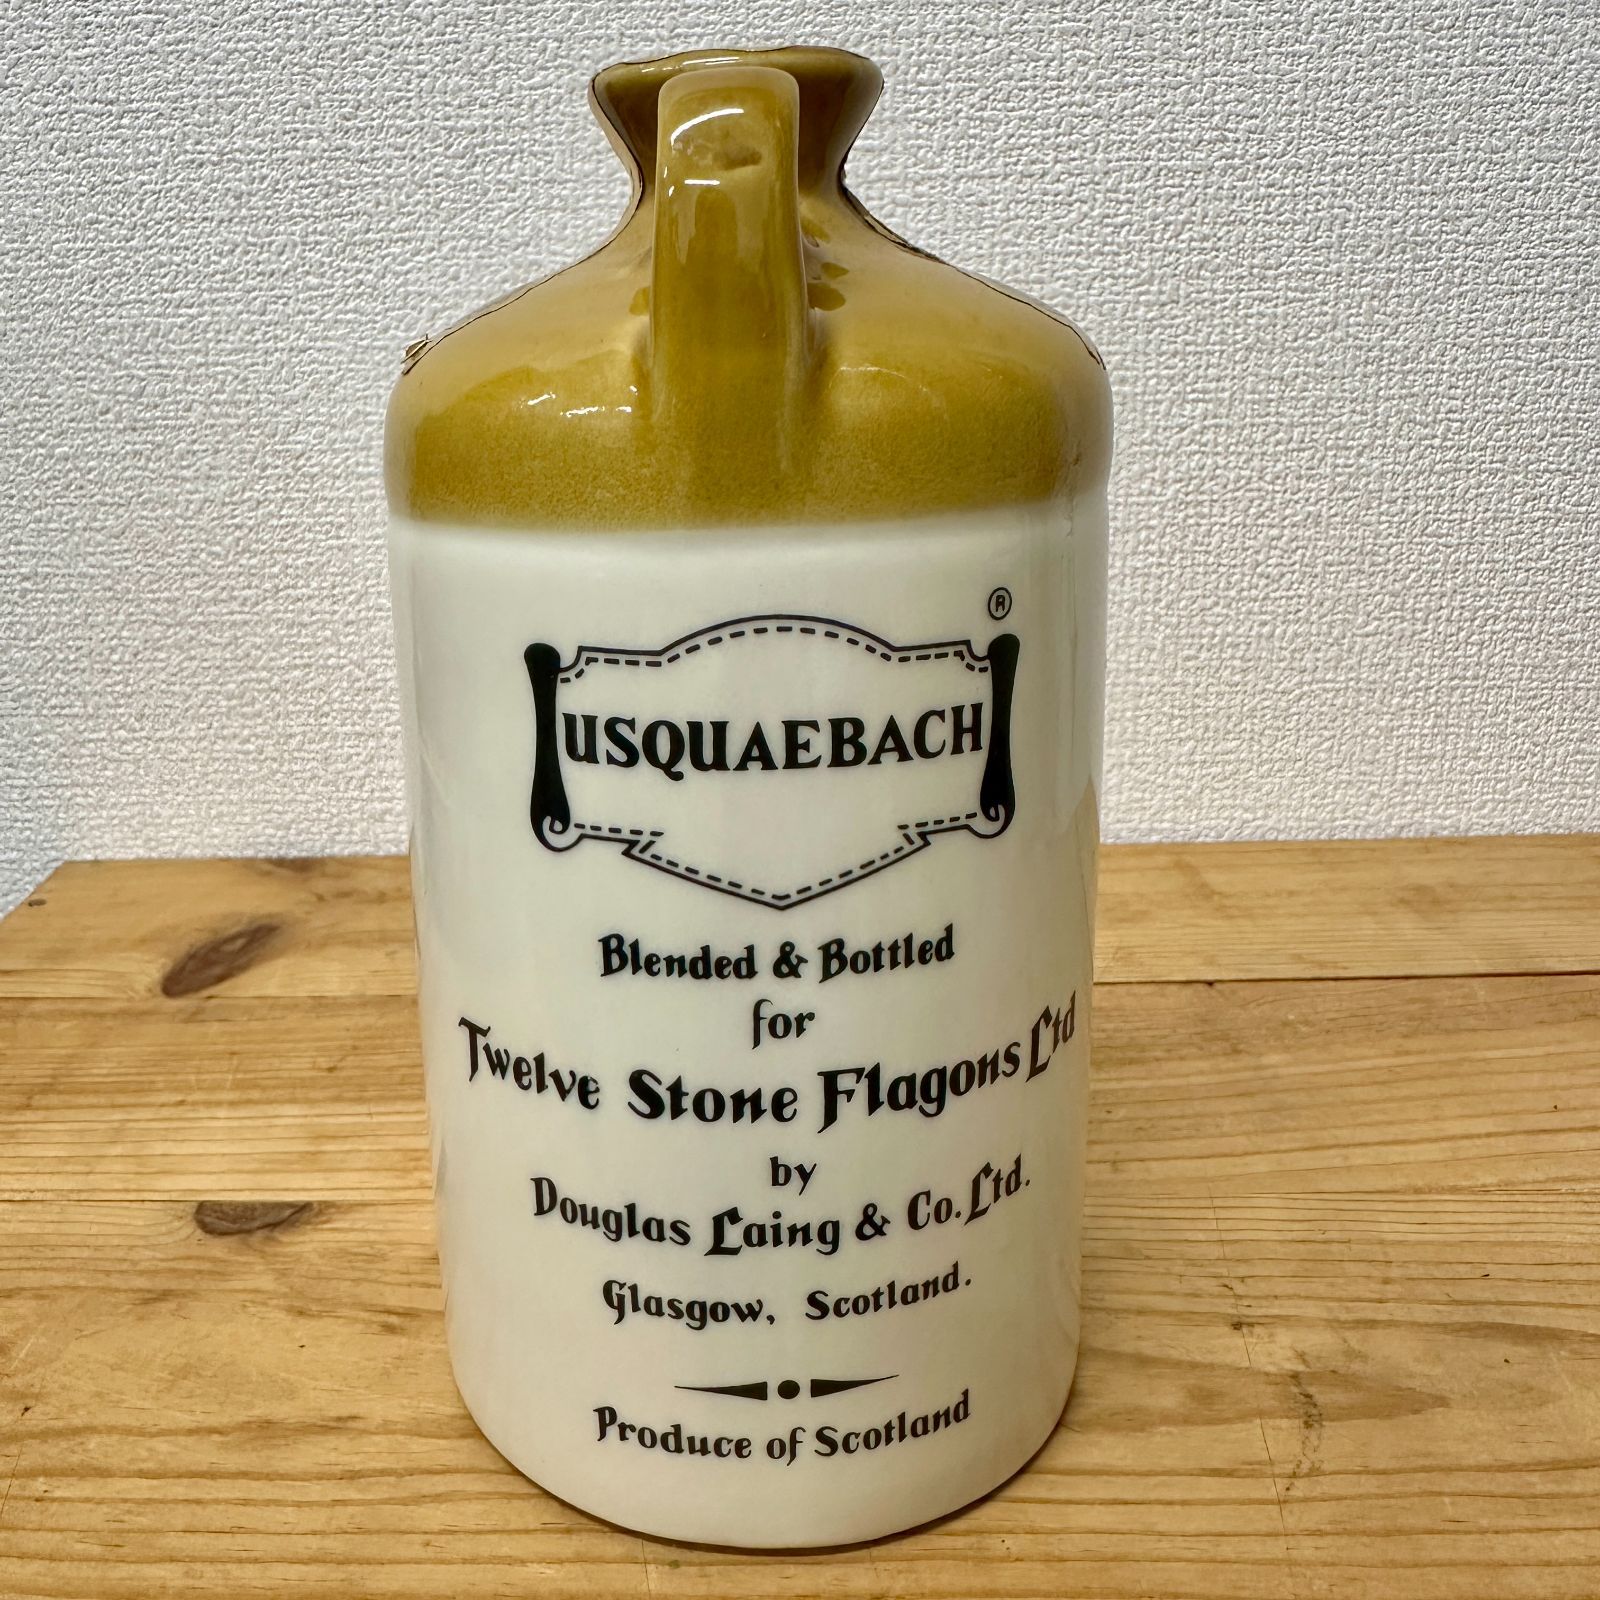 ®
USQUAEBACH
Blended & Bottled
for
Twelve Stone Flagons Ltd
by
Douglas Laing & Co. Ltd.
Glasgow, Scotland.
Produce of Scotland